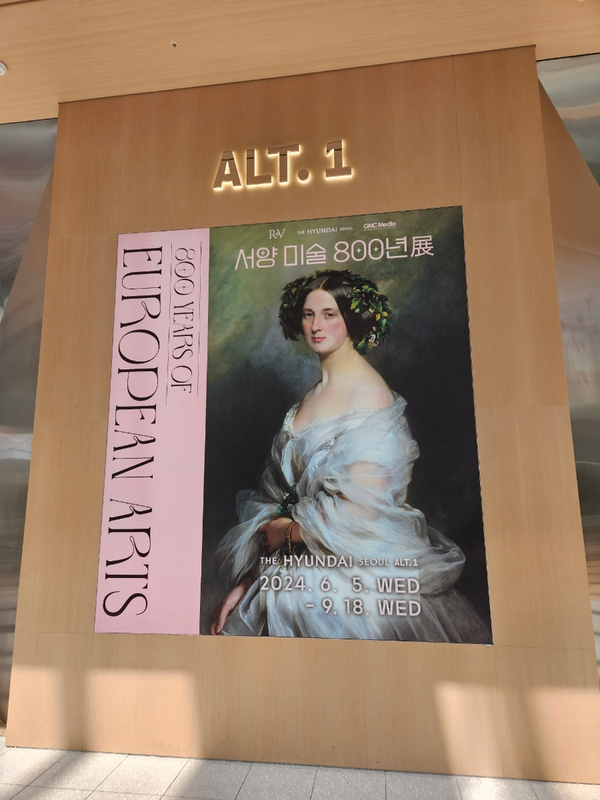 ALT. 1
800 YEARS OF
EUROPEAN ARTS
RV THE HYUNDAI SEOUL GNC Media
서양 미술 800년展
THE HYUNDAI SEOUL ALT.1
2024. 6. 5. WED
- 9. 18. WED